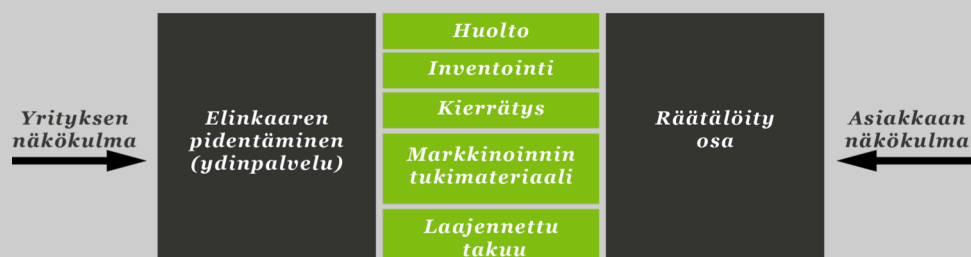 Yrityksen
näkökulma
Elinkaaren
pidentäminen
(ydinpalvelu)
Huolto
Inventointi
Kierrätys
Markkinoinnin
tukimateriaali
Laajennettu
takuu
Räätälöity
osa
Asiakkaan
näkökulma